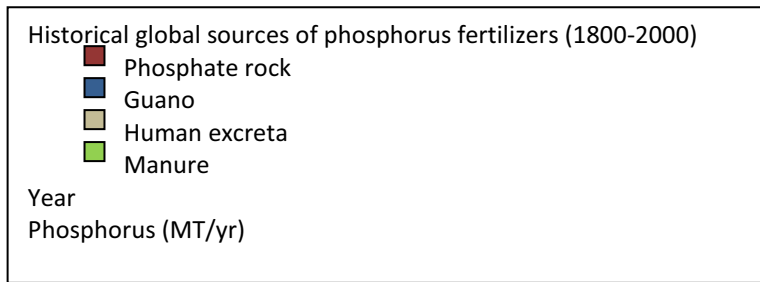 Historical global sources of phosphorus fertilizers (1800-2000)
Phosphate rock
Guano
Human excreta
Manure
Year
Phosphorus (MT/yr)